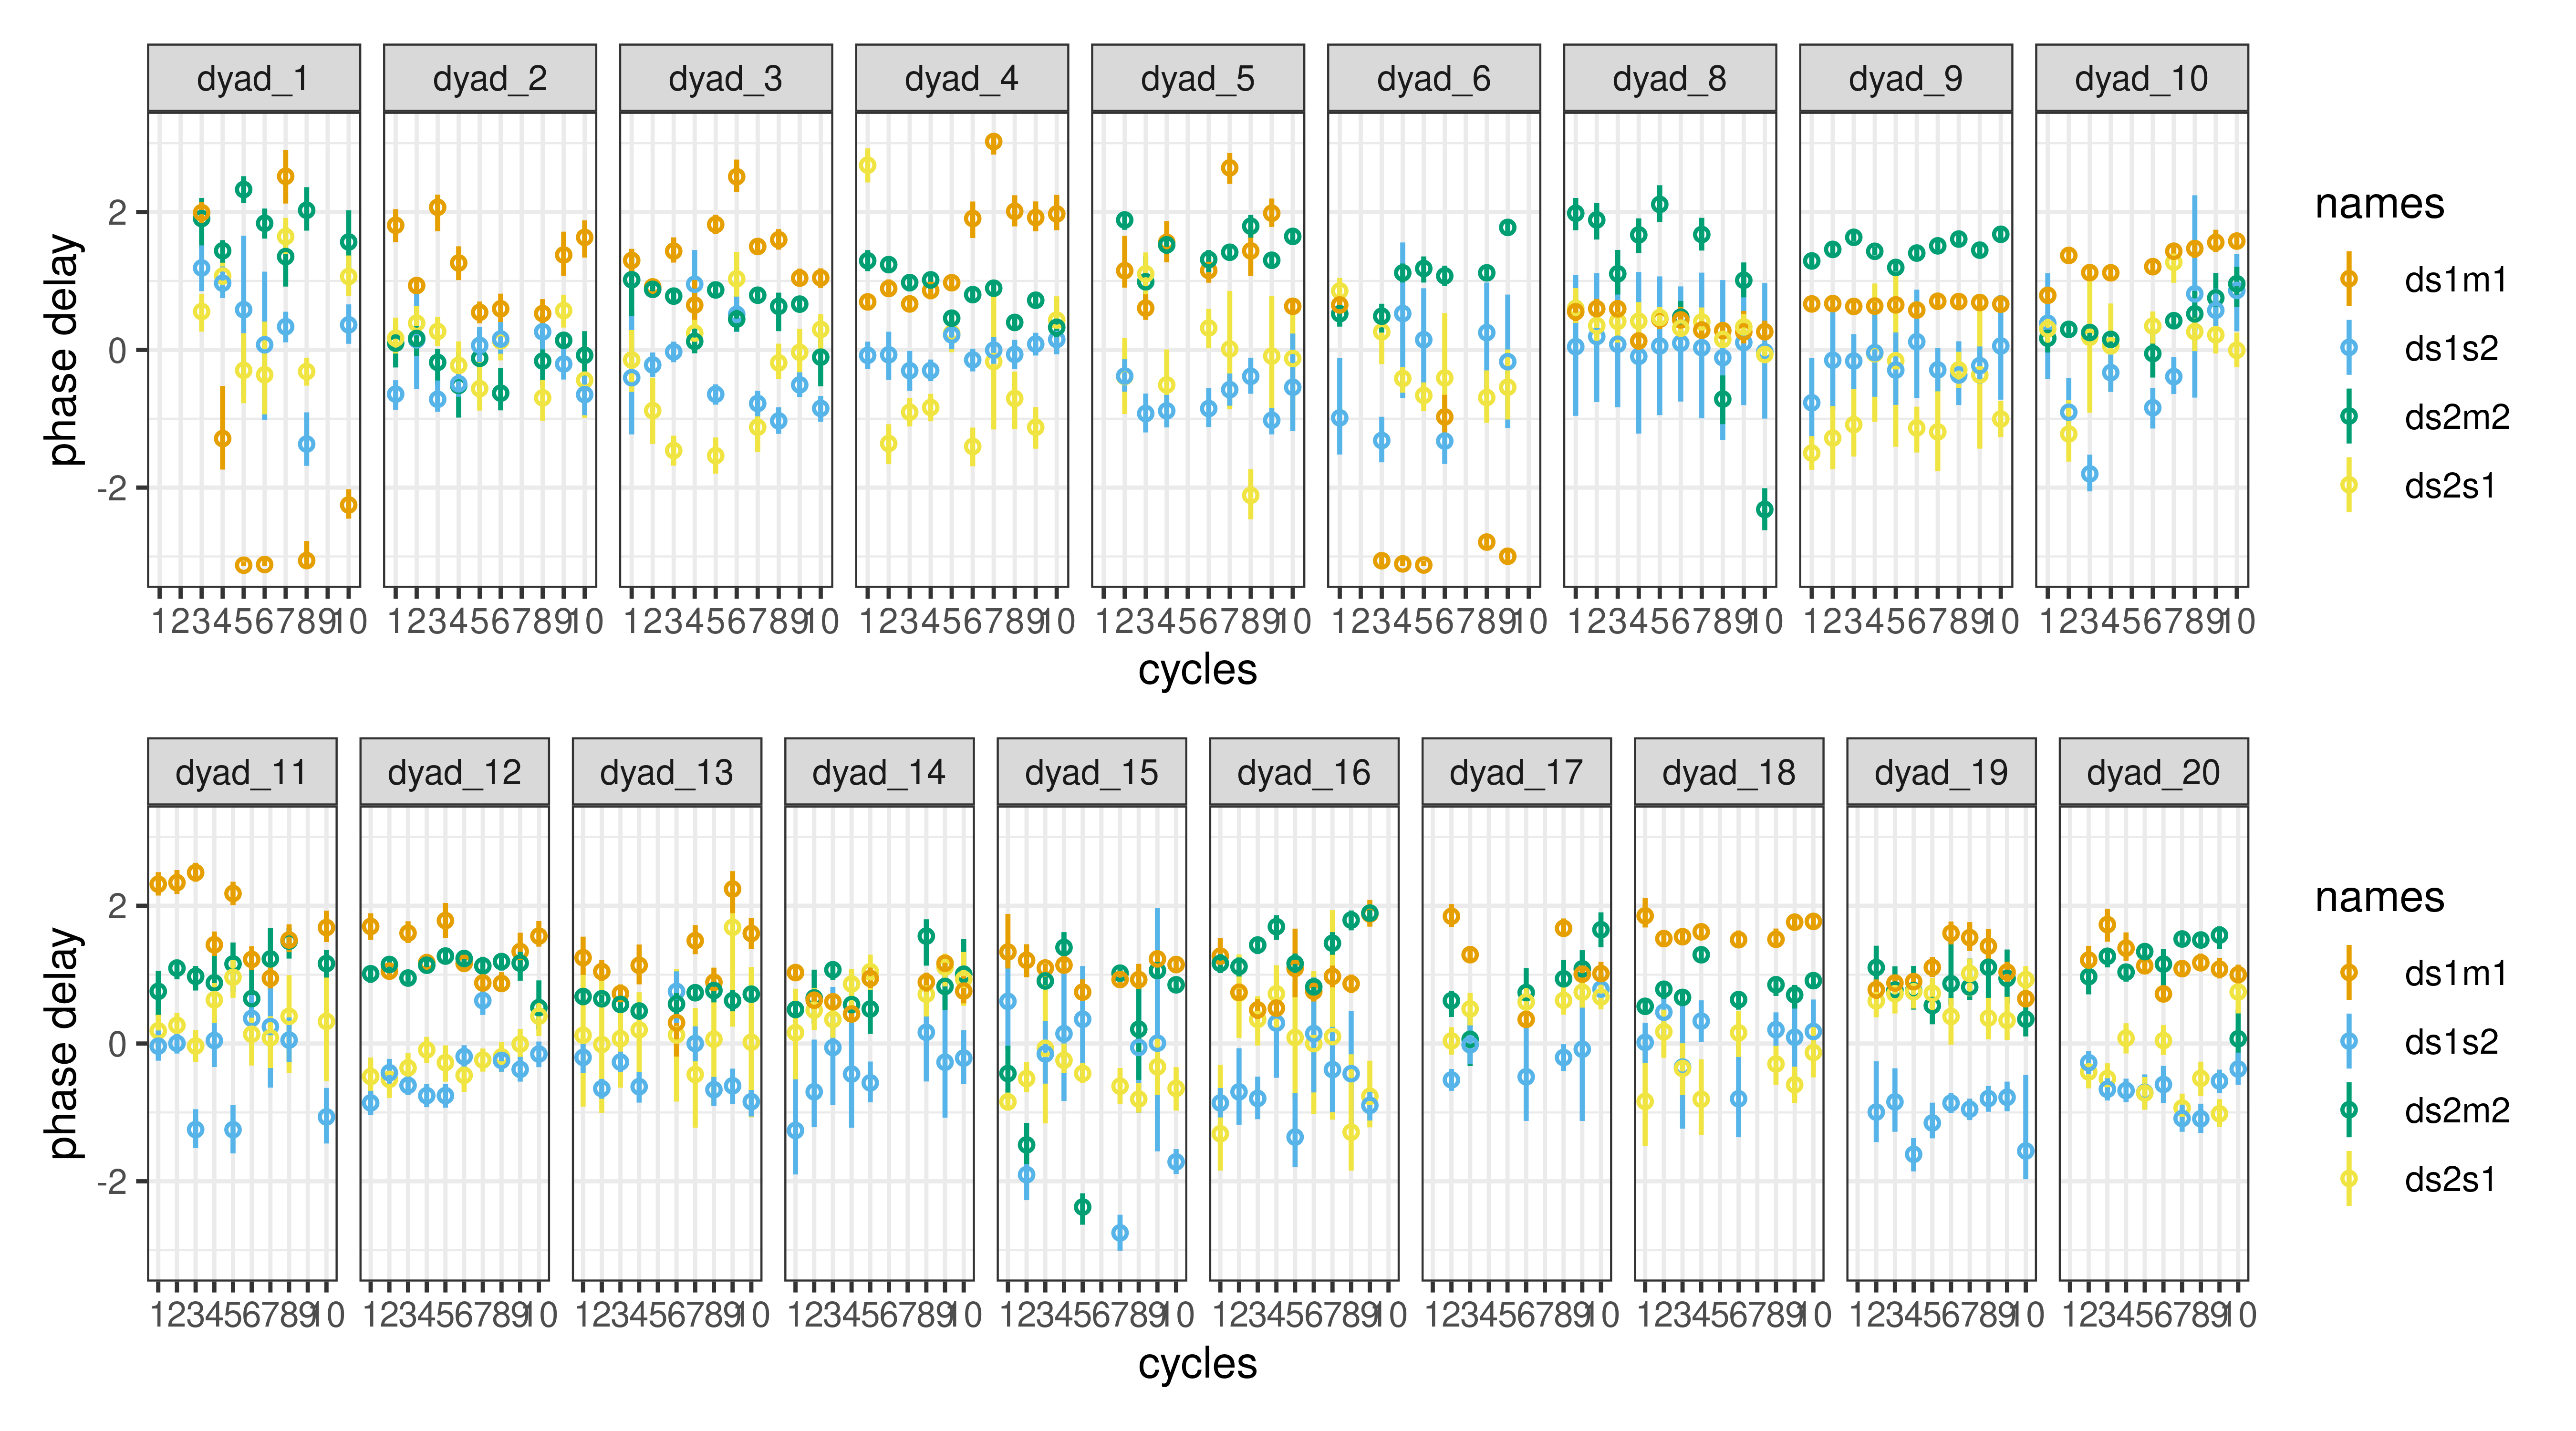 dyad_1 dyad_2 dyad_3 dyad_4 dyad_5 dyad_6 dyad_8 dyad_9 dyad_10
names
ds1m1
ds1s2
ds2m2
ds2s1
phase delay
2
0
-2
12345678910 12345678910 12345678910 12345678910 12345678910 12345678910 12345678910 12345678910 12345678910
cycles
dyad_11 dyad_12 dyad_13 dyad_14 dyad_15 dyad_16 dyad_17 dyad_18 dyad_19 dyad_20
names
ds1m1
ds1s2
ds2m2
ds2s1
phase delay
2
0
-2
12345678910 12345678910 12345678910 12345678910 12345678910 12345678910 12345678910 12345678910 12345678910 12345678910
cycles